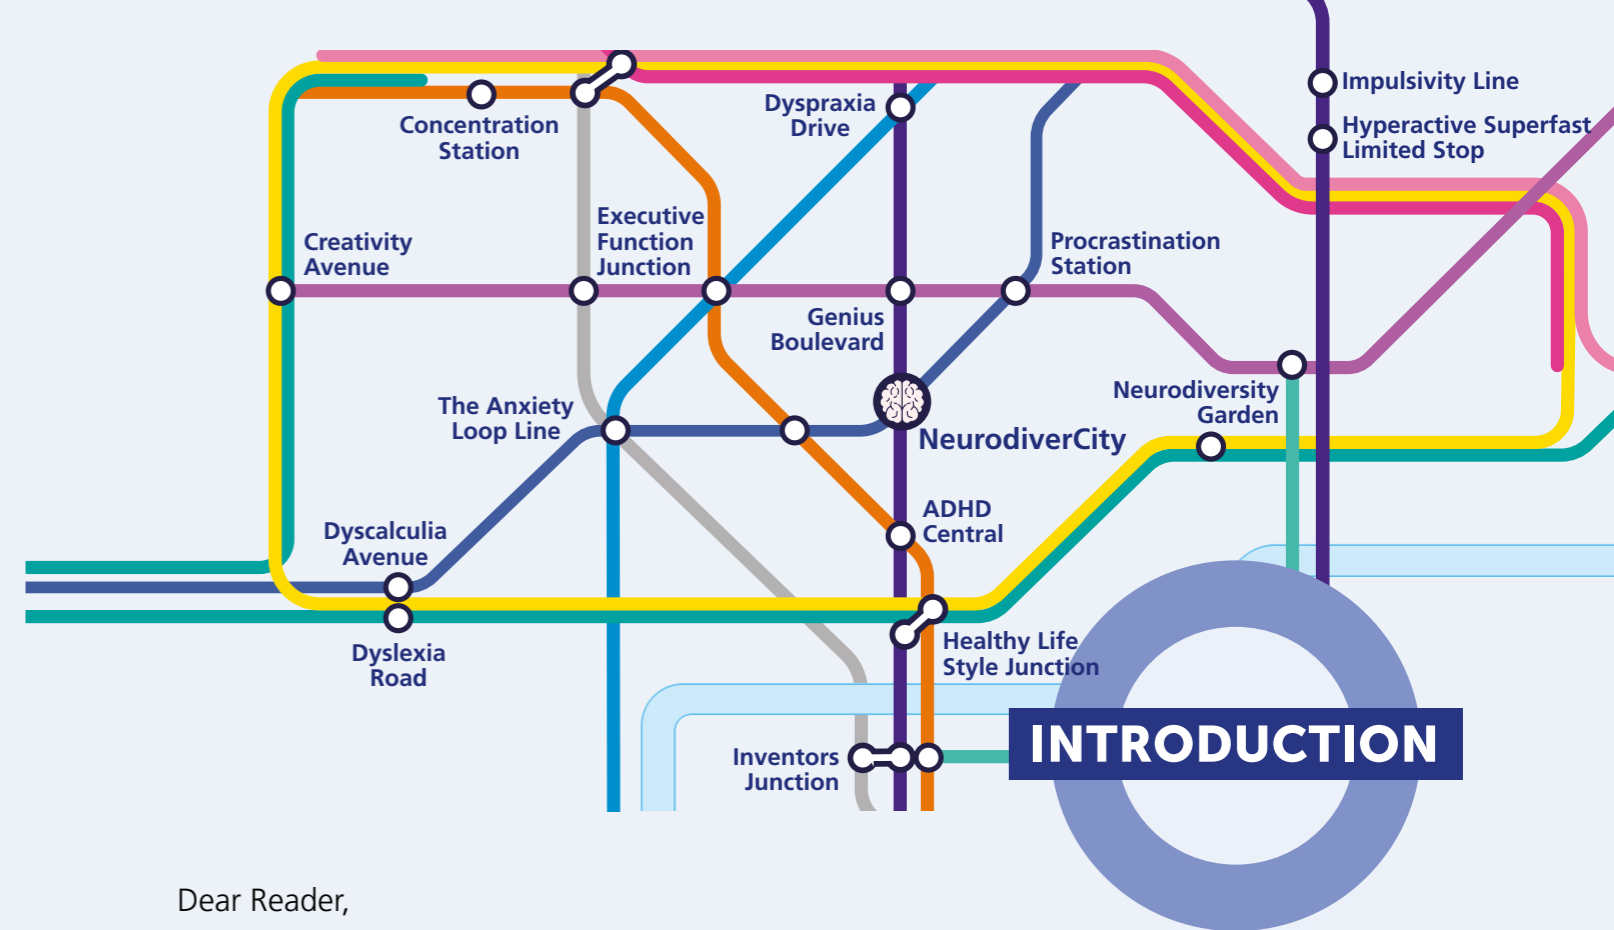 Impulsivity Line
Hyperactive Superfast
Limited Stop
Dyspraxia
Drive
Concentration
Station
Executive
Function
Junction
Creativity
Avenue
Procrastination
Station
Genius
Boulevard
Neurodiversity
Garden
The Anxiety
Loop Line
NeurodiverCity
ADHD
Central
Dyscalculia
Avenue
Dyslexia
Road
Healthy Life
Style Junction
Inventors
Junction
INTRODUCTION
Dear Reader,